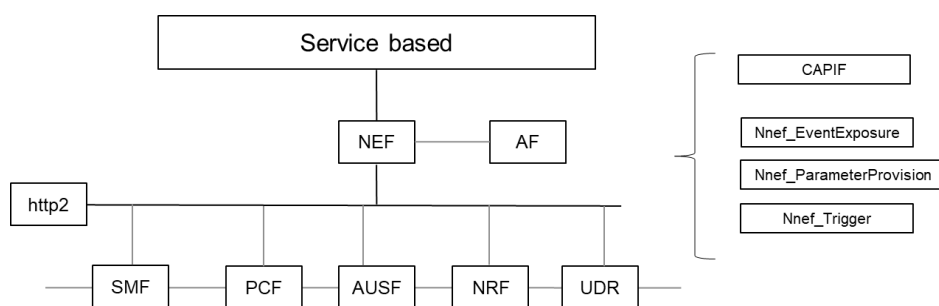 Service based
CAPIF
NEF
AF
Nnef_EventExposure
Nnef_ParameterProvision
http2
Nnef_Trigger
SMF
PCF
AUSF
NRF
UDR